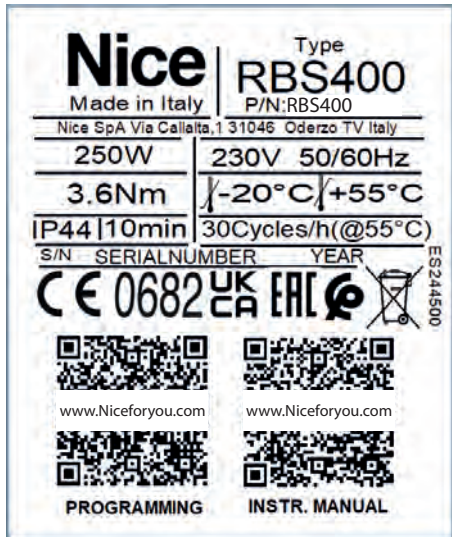 Nice
Made in Italy
Type
RBS400
P/N:RBS400
Nice SpA Via Callalta,1 31046 Oderzo TV Italy
250W
230V 50/60Hz
3.6Nm
-20°C +55°C
IP44 10min
30Cycles/h(@55°C)
S/N SERIALNUMBER YEAR
CE 0682 UK CA EAC
ES244500
www.Niceforyou.com
www.Niceforyou.com
PROGRAMMING
INSTR. MANUAL